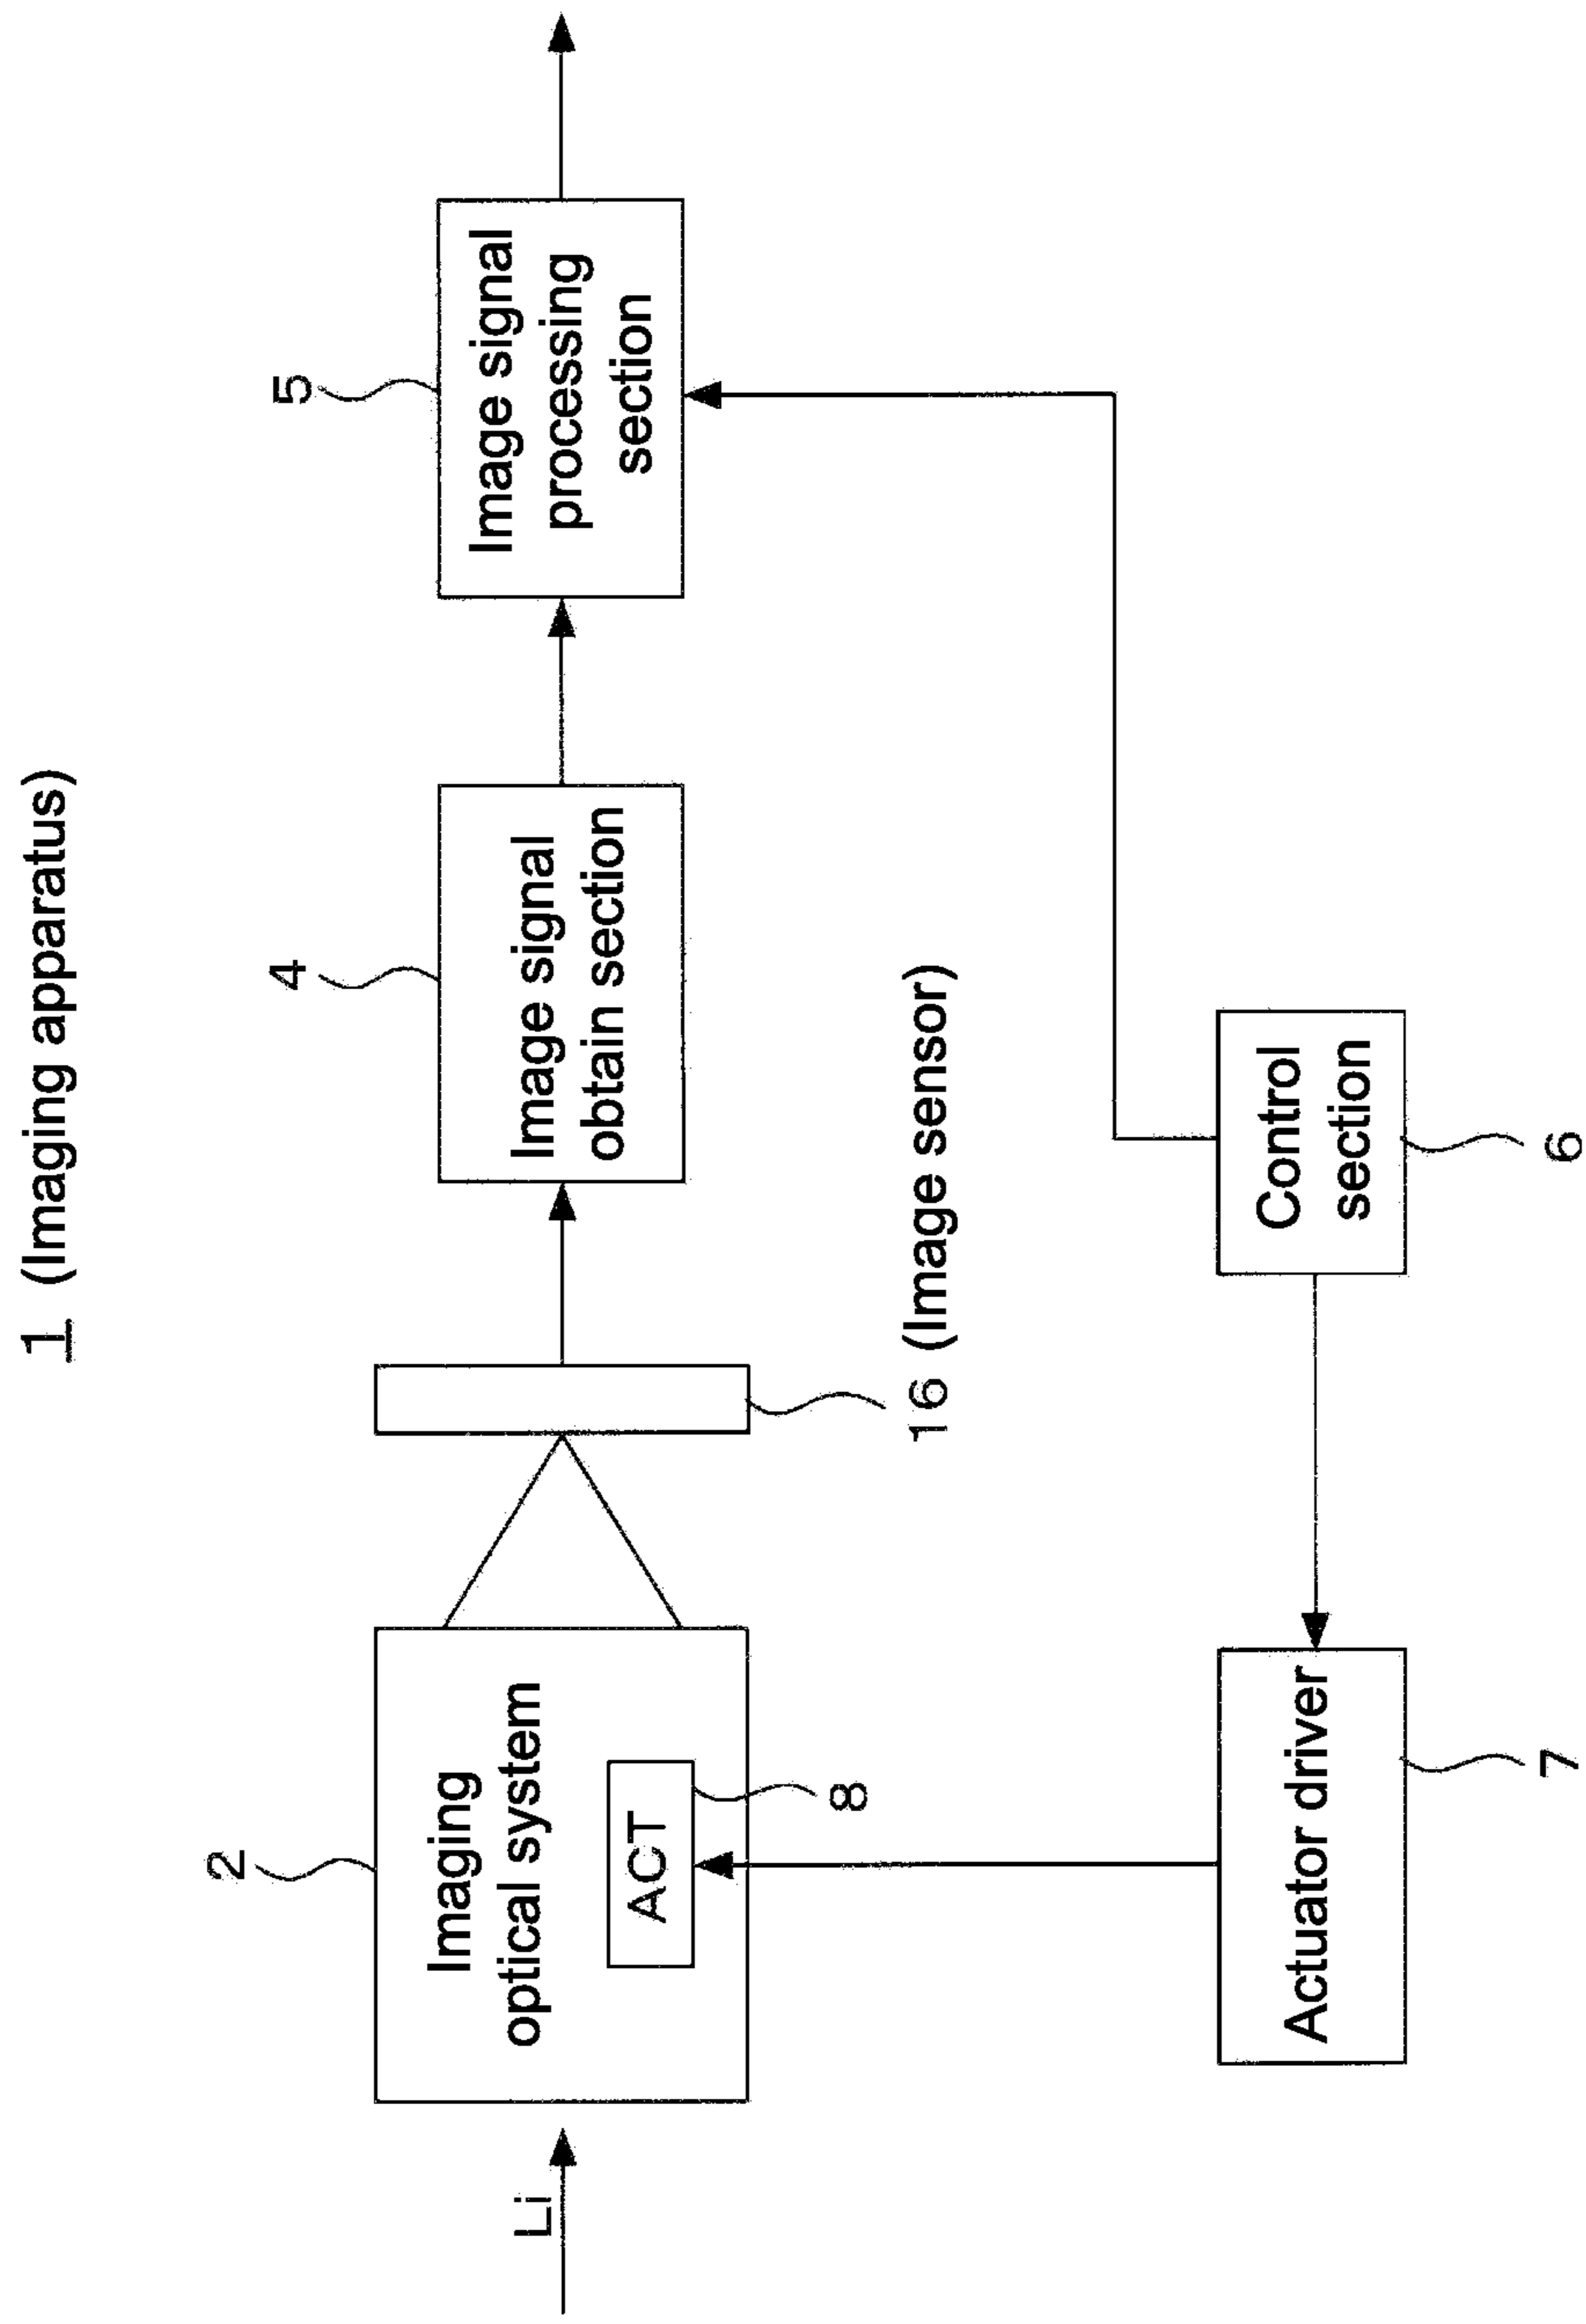 1 (Imaging apparatus)
2
Imaging
optical system
ACT
8
Li
16 (Image sensor)
4
Image signal
obtain section
5
Image signal
processing
section
Actuator driver
7
Control
section
6